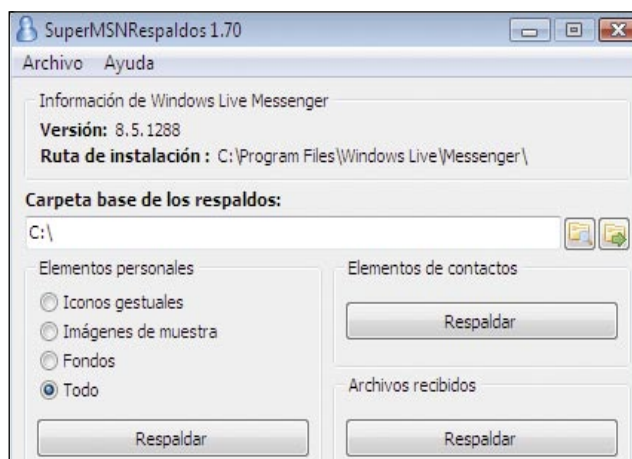 SuperMSNRespaldos 1.70
Archivo Ayuda
Información de Windows Live Messenger
Versión: 8.5.1288
Ruta de instalación : C:\Program Files\Windows Live\Messenger\
Carpeta base de los respaldos:
C:\
Elementos personales
Iconos gestuales
Imágenes de muestra
Fondos
Todo
Respaldar
Elementos de contactos
Respaldar
Archivos recibidos
Respaldar